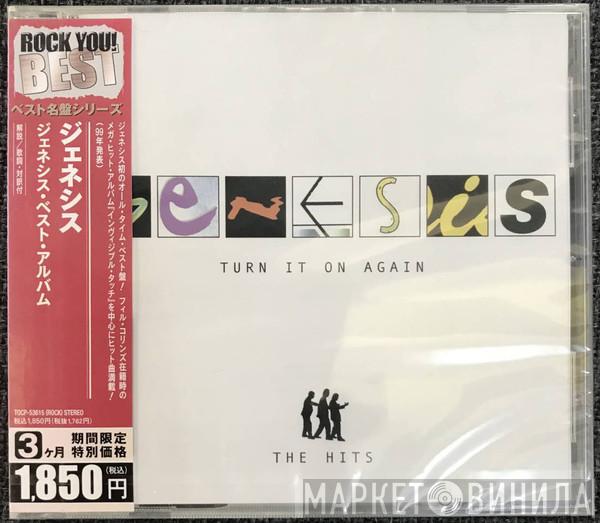 ROCK YOU!
BEST
ベスト名盤シリーズ
ジェネシス
ジェネシス・ベスト・アルバム
解説/歌詞・対訳付
ジェネシス初のオール・タイム・ベスト盤! フィル・コリンズ在籍時の
メガ・ヒット・アルバム『インヴィジブル・タッチ』を中心にヒット曲満載!
(99年発表)
TOCP-53615 (ROCK) STEREO
税込1,850円(税抜1,762円)
3ヶ月 期間限定
特別価格
1,850円(税込)
enesis
TURN IT ON AGAIN
THE HITS
МАРКЕТ ВИНИЛА